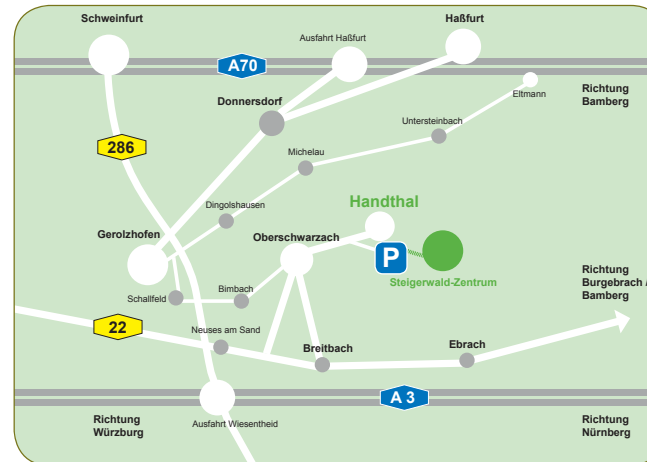 Schweinfurt
Haßfurt
Ausfahrt Haßfurt
A70
Richtung
Bamberg
Eltmann
Donnersdorf
Untersteinbach
286
Michelau
Dingolshausen
Handthal
Gerolzhofen
Oberschwarzach
P
Steigerwald-Zentrum
Richtung
Burgebrach /
Bamberg
Schallfeld
Bimbach
22
Neuses am Sand
Breitbach
Ebrach
A 3
Richtung
Würzburg
Ausfahrt Wiesentheid
Richtung
Nürnberg